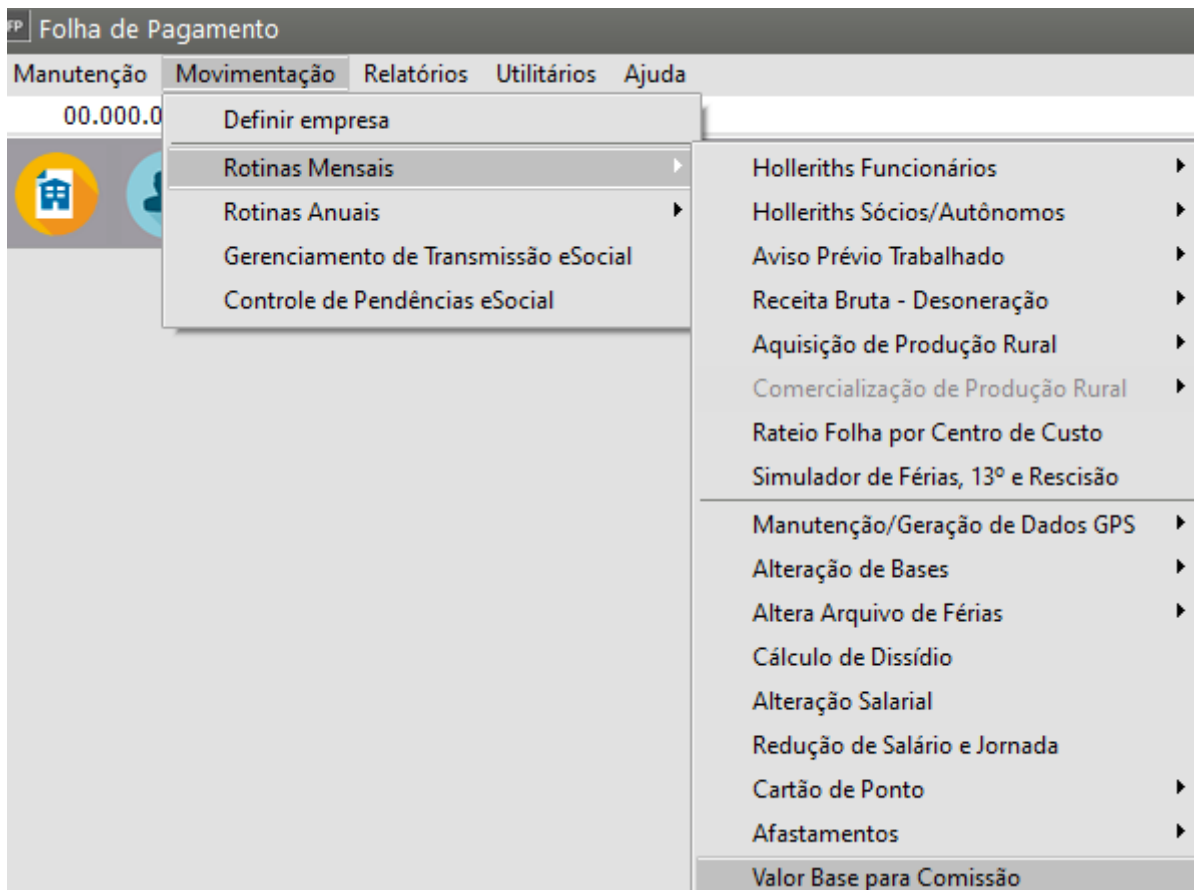 FP Folha de Pagamento
Manutenção Movimentação Relatórios Utilitários Ajuda
00.000.0
Definir empresa
Rotinas Mensais
Rotinas Anuais
Gerenciamento de Transmissão eSocial
Controle de Pendências eSocial
Holleriths Funcionários
Holleriths Sócios/Autônomos
Aviso Prévio Trabalhado
Receita Bruta - Desoneração
Aquisição de Produção Rural
Comercialização de Produção Rural
Rateio Folha por Centro de Custo
Simulador de Férias, 13º e Rescisão
Manutenção/Geração de Dados GPS
Alteração de Bases
Altera Arquivo de Férias
Cálculo de Dissídio
Alteração Salarial
Redução de Salário e Jornada
Cartão de Ponto
Afastamentos
Valor Base para Comissão